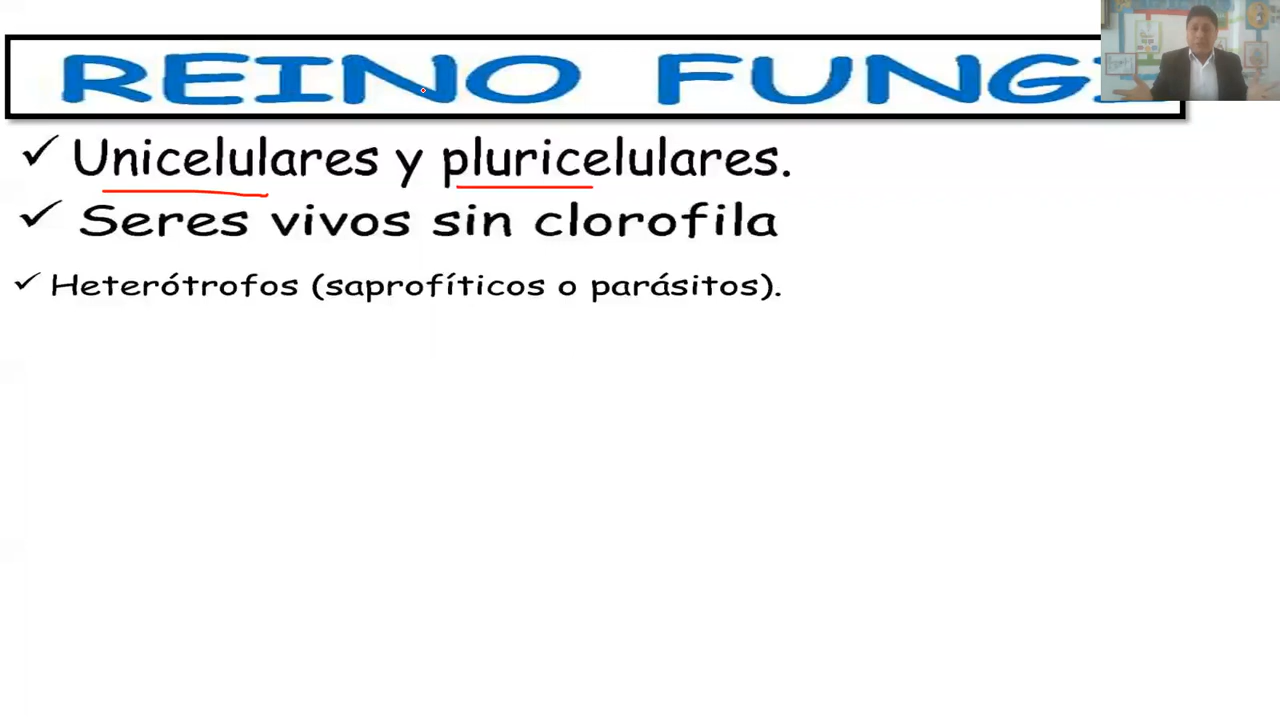 REINO FUNGI
Unicelulares y pluricelulares.
Seres vivos sin clorofila
Heterótrofos (saprofíticos o parásitos).